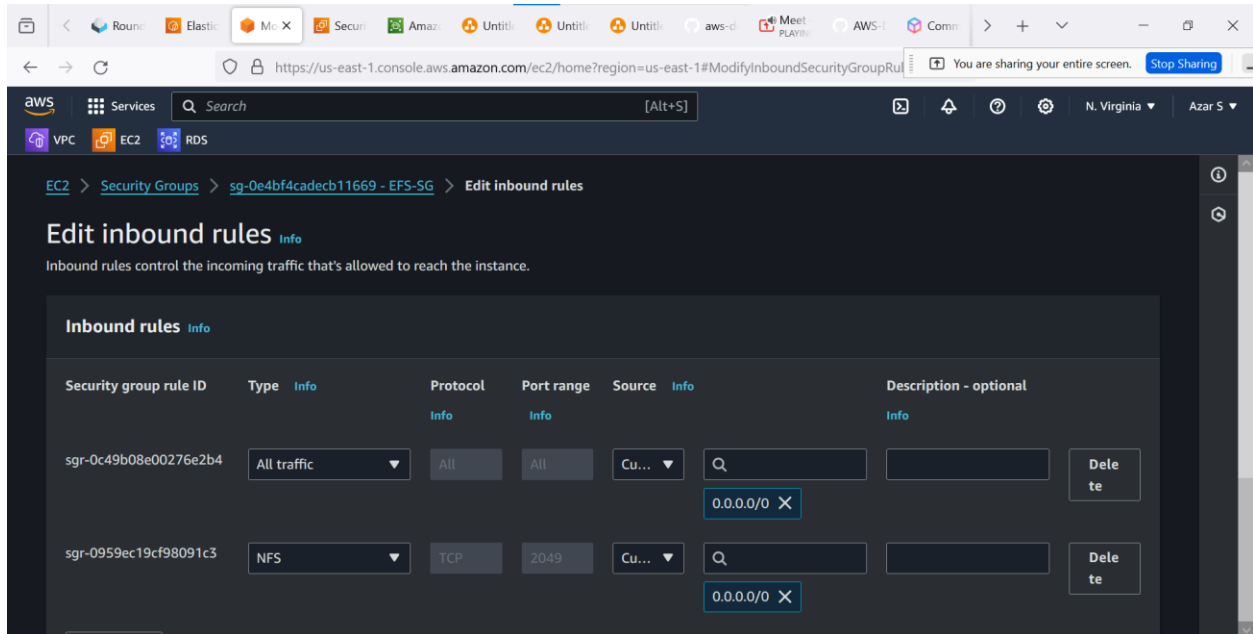 Round
Elastic
Mo
Securi
Amaz
Untitle
Untitle
Untitle
aws-d
Meet -
PLAYIN
AWS-L
Comm
https://us-east-1.console.aws.amazon.com/ec2/home?region=us-east-1#ModifyInboundSecurityGroupRul
You are sharing your entire screen.
Stop Sharing
aws
Services
Search
[Alt+S]
N. Virginia
Azar S
VPC
EC2
RDS
EC2 > Security Groups > sg-0e4bf4cadecb11669 - EFS-SG > Edit inbound rules
Edit inbound rules Info
Inbound rules control the incoming traffic that's allowed to reach the instance.
Inbound rules Info
Security group rule ID
Type Info
Protocol
Info
Port range
Info
Source Info
Description - optional
Info
sgr-0c49b08e00276e2b4
All traffic
All
All
Cu...
0.0.0.0/0
Dele
te
sgr-0959ec19cf98091c3
NFS
TCP
2049
Cu...
0.0.0.0/0
Dele
te